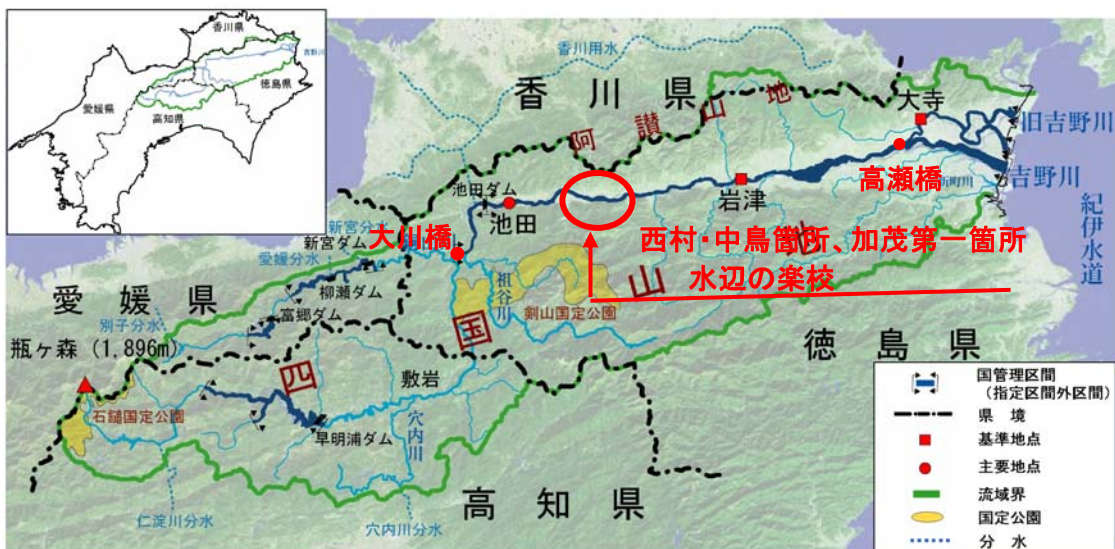 香川県
吉野川
徳島県
愛媛県
高知県
香川用水
香川県
阿讃山地
大寺
旧吉野川
吉野川
高瀬橋
新町川
紀伊水道
岩津
池田ダム
池田
新宮分水
新宮ダム
大川橋
愛媛分水
西村・中鳥箇所、加茂第一箇所
水辺の楽校
柳瀬ダム
富郷ダム
祖谷川
剣山国定公園
愛媛県
別子分水
瓶ヶ森 (1,896m)
四国山地
徳島県
敷岩
石鎚国定公園
穴内川
早明浦ダム
高知県
仁淀川分水
穴内川分水
国管理区間
(指定区間外区間)
県境
基準地点
主要地点
流域界
国定公園
分水